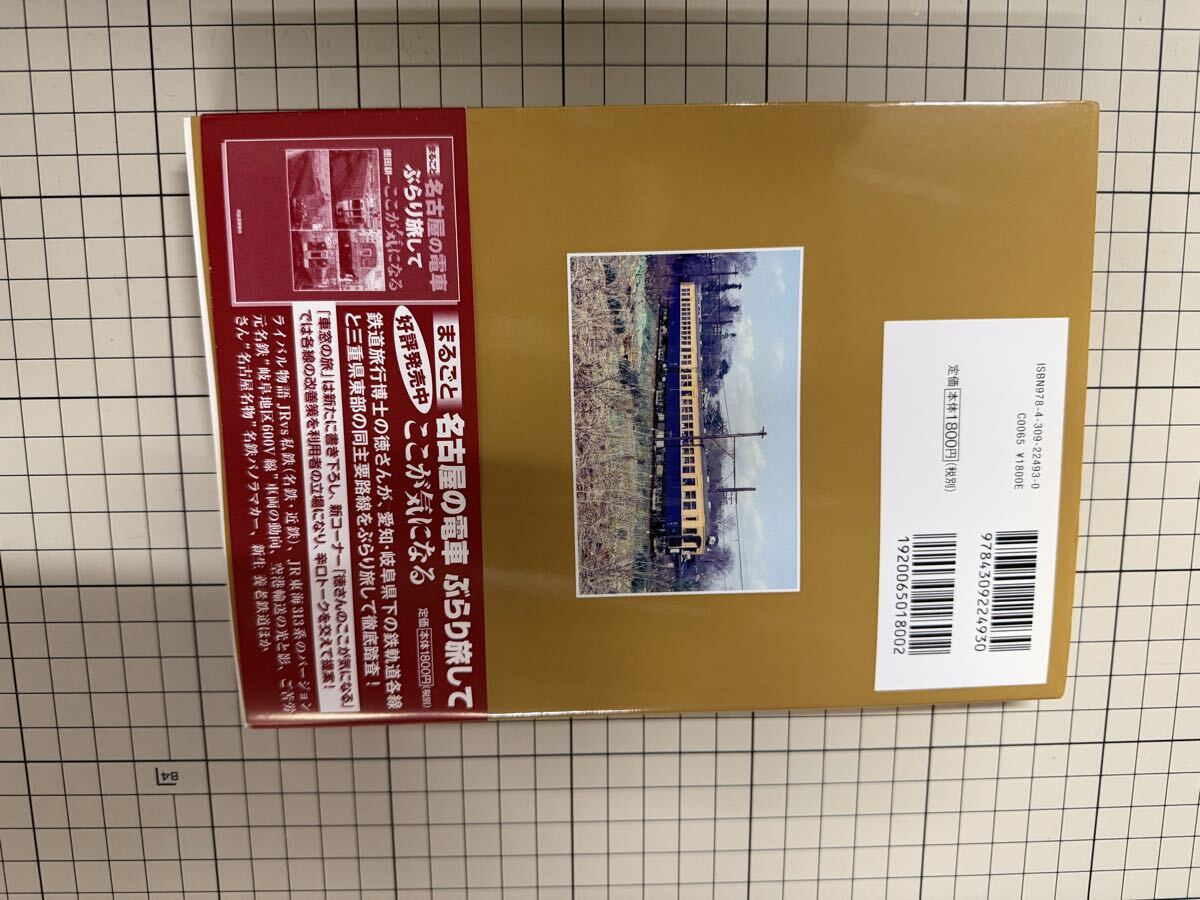 ISBN978-4-309-22493-0
C0065 ¥1800E
定価 本体1800円(税別)
9784309224930
1920065018002
まるごと 名古屋の電車
ぶらり旅して
ここが気になる
徳田耕一
まるごと 名古屋の電車 ぶらり旅して
好評発売中 ここが気になる
定価 本体1800円(税別)
鉄道旅行博士の徳さんが、愛知・岐阜県下の鉄軌道各線
と三重県東部の同主要路線をぶらり旅して徹底踏査!
「車窓の旅」は新たに書き下ろし、新コーナー「徳さんのここが気になる」
では各線の改善策を利用者の立場になり、辛口トークを交えて提案!
ライバル物語 JRvs私鉄(名鉄・近鉄)、JR東海313系のバージョン
元名鉄"岐阜地区600V線"車両の動向、空港輸送の光と影、ご苦労
さん"名古屋名物"名鉄パノラマカー、新生 養老鉄道ほか
B4